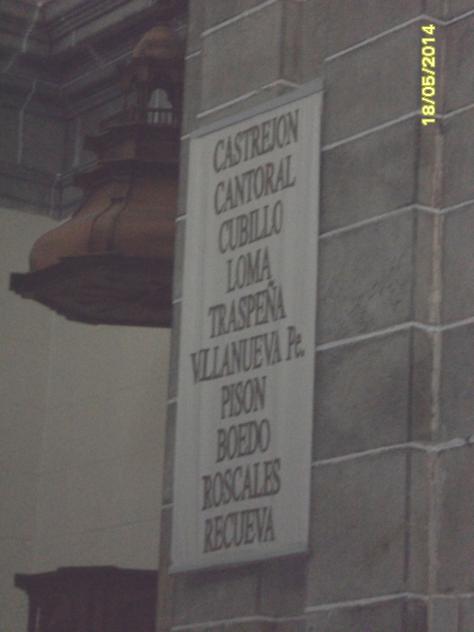 CASTREJON
CANTORAL
CUBILLO
LOMA
TRASPEÑA
VILLANUEVA Pe.
PISON
BOEDO
ROSCALES
RECUEVA
18/05/2014